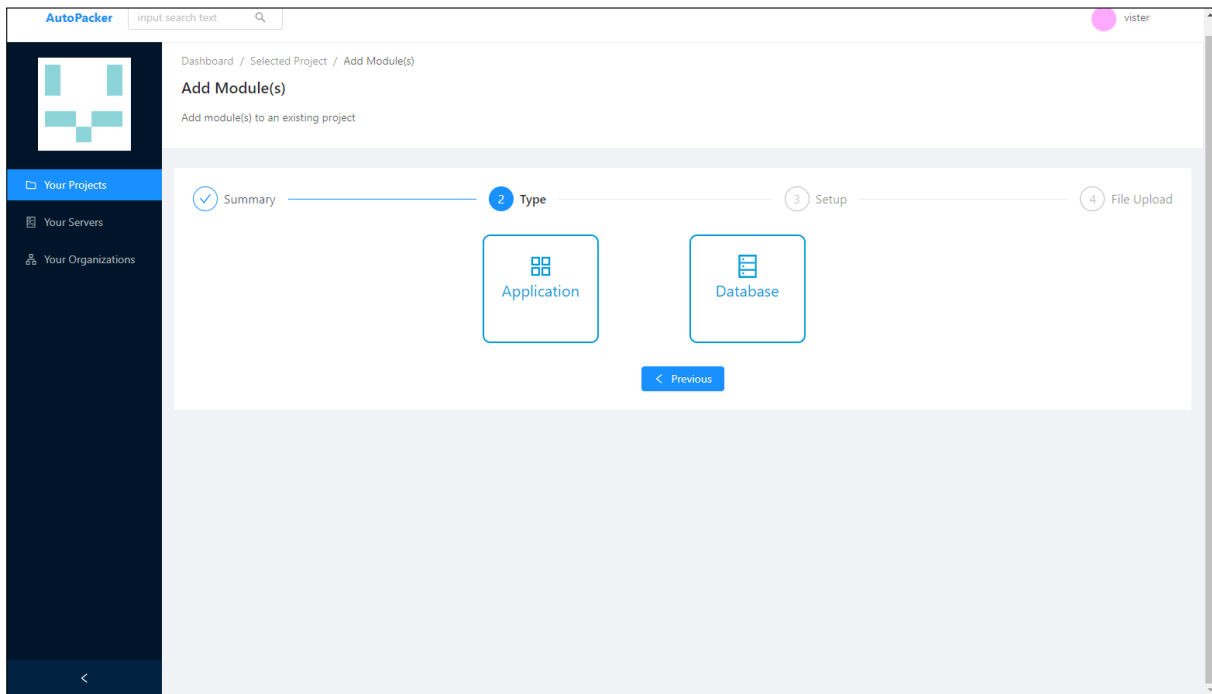 AutoPacker
input search text
vister
Dashboard / Selected Project / Add Module(s)
Add Module(s)
Add module(s) to an existing project
Your Projects
Your Servers
Your Organizations
Summary
2 Type
3 Setup
4 File Upload
Application
Database
< Previous
<